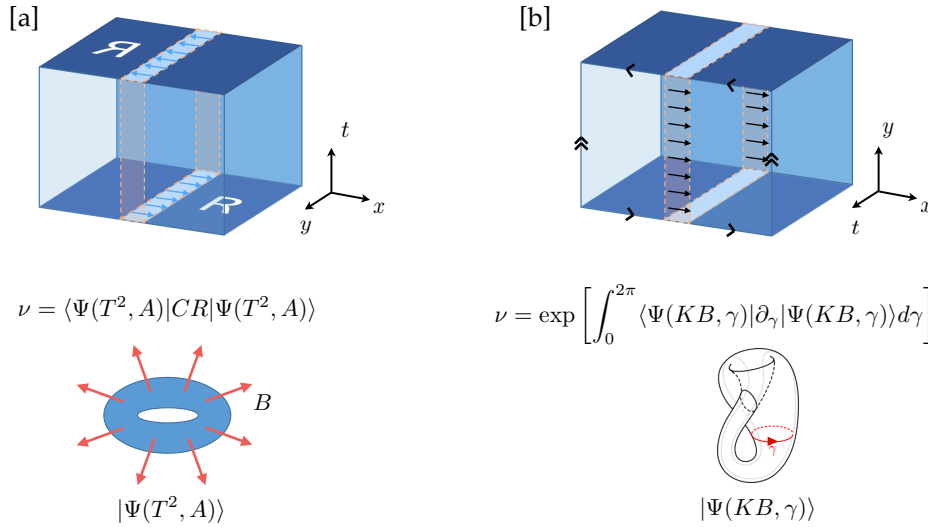 [a]
Я
R
t
x
y
ν = ⟨Ψ(T², A)|CR|Ψ(T², A)⟩
B
|Ψ(T², A)⟩
[b]
y
x
t
ν = exp[∫₀^{2π} ⟨Ψ(KB, γ)|∂_γ|Ψ(KB, γ)⟩dγ]
γ
|Ψ(KB, γ)⟩